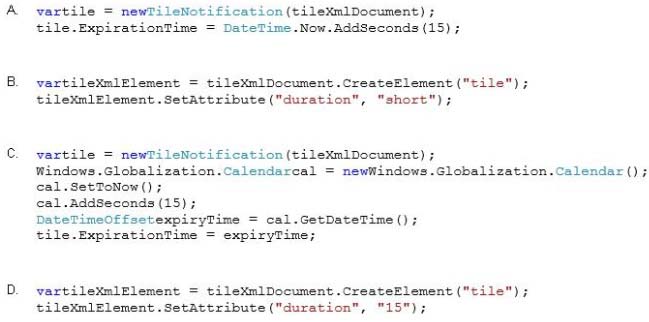 A. vartile = newTileNotification(tileXmlDocument);
tile.ExpirationTime = DateTime.Now.AddSeconds(15);
B. vartileXmlElement = tileXmlDocument.CreateElement("tile");
tileXmlElement.SetAttribute("duration", "short");
C. vartile = newTileNotification(tileXmlDocument);
Windows.Globalization.Calendarcal = newWindows.Globalization.Calendar();
cal.SetToNow();
cal.AddSeconds(15);
DateTimeOffsetexpiryTime = cal.GetDateTime();
tile.ExpirationTime = expiryTime;
D. vartileXmlElement = tileXmlDocument.CreateElement("tile");
tileXmlElement.SetAttribute("duration", "15");